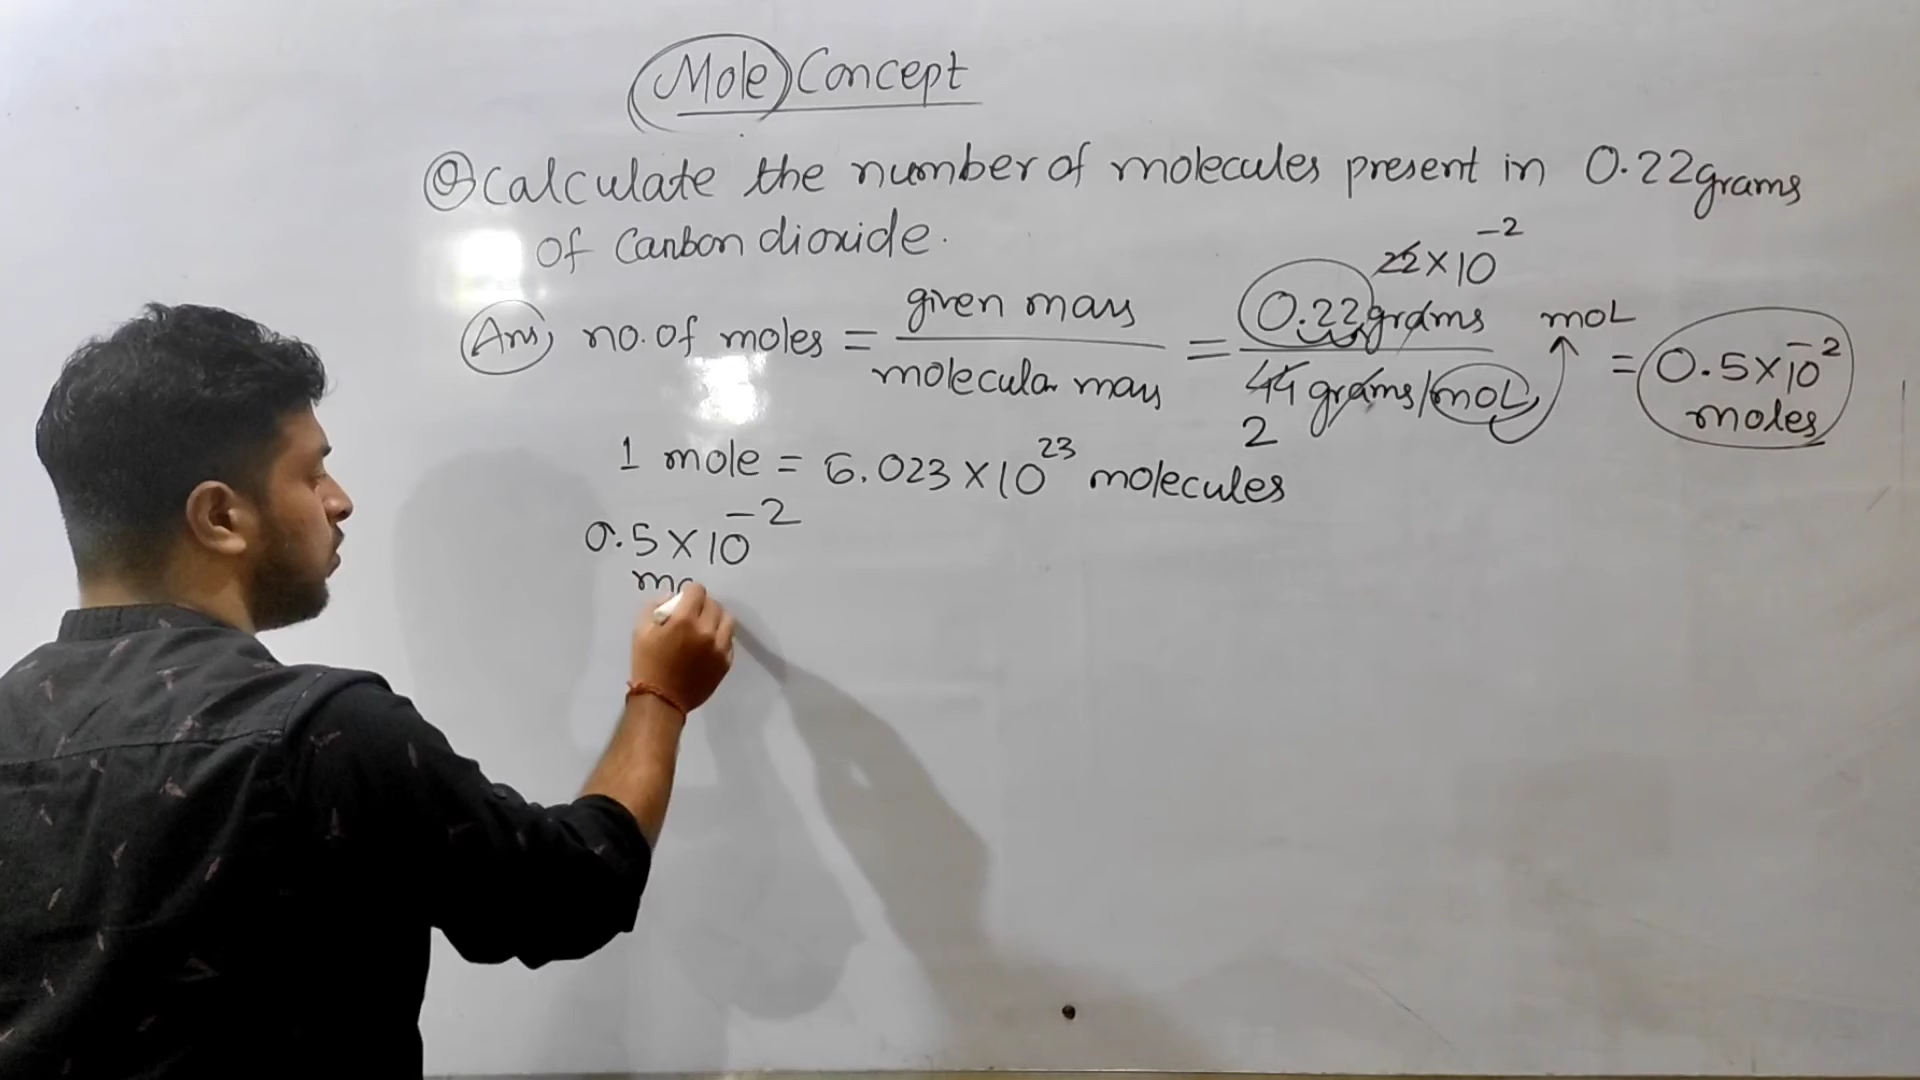 Mole Concept
Q Calculate the number of molecules present in 0.22 grams
of Carbon dioxide.
22 × 10⁻²
Ans, no. of moles = given mass / molecular mass = 0.22 grams / 44 grams/moL moL = 0.5 × 10⁻² moles
2
1 mole = 6.023 × 10²³ molecules
0.5 × 10⁻²
mo